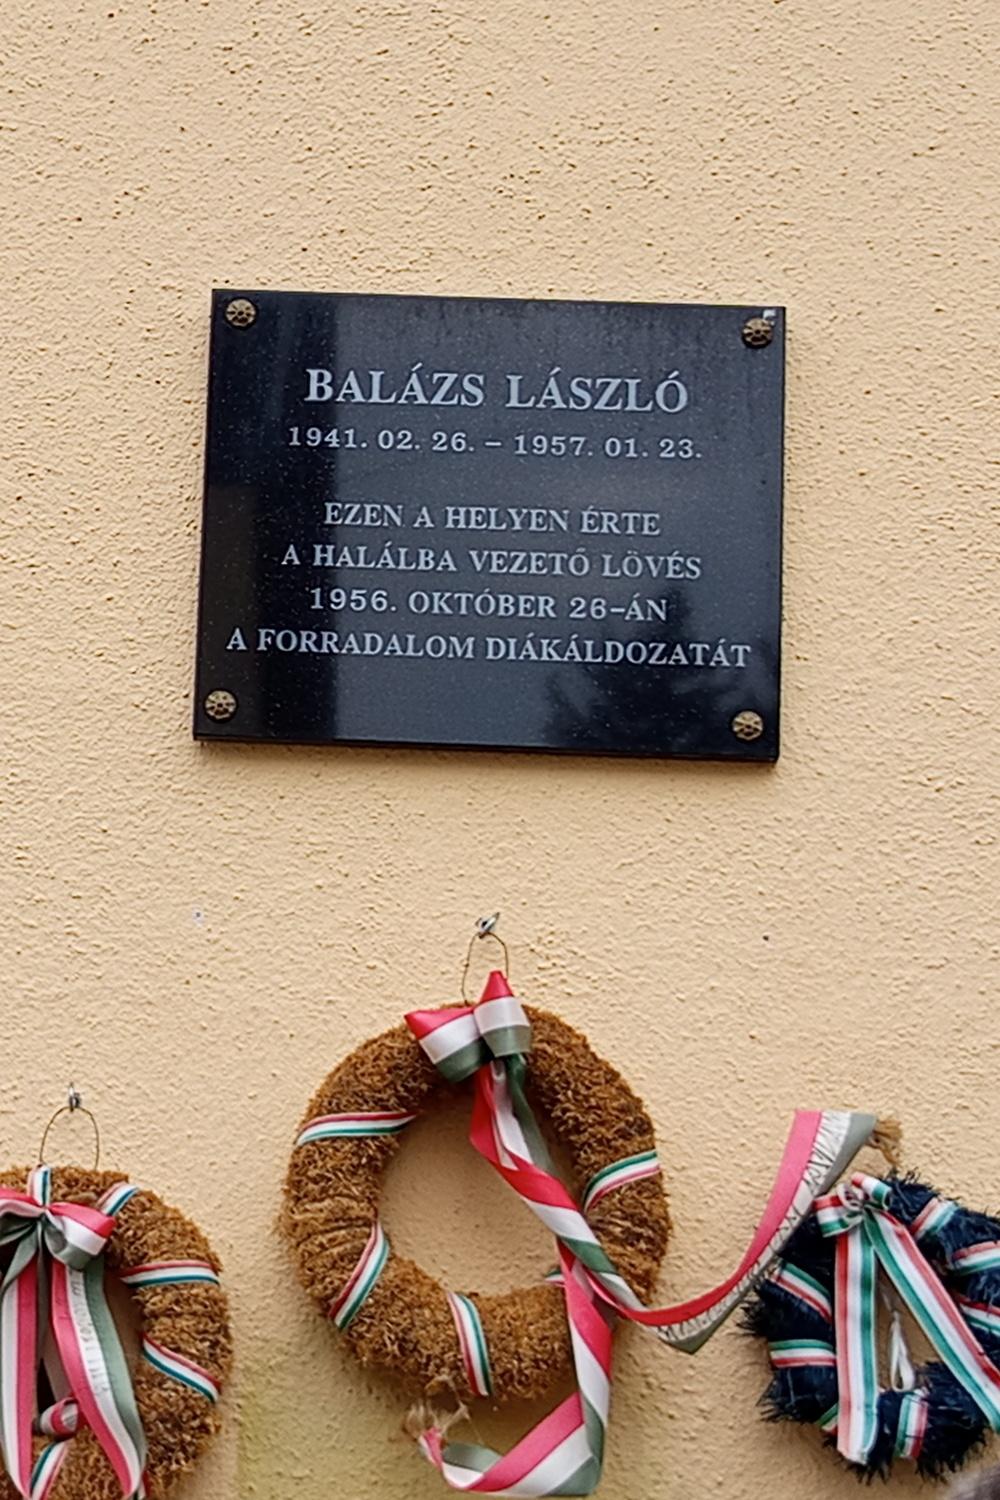 BALÁZS LÁSZLÓ
1941. 02. 26. – 1957. 01. 23.
EZEN A HELYEN ÉRTE
A HALÁLBA VEZETŐ LÖVÉS
1956. OKTÓBER 26-ÁN
A FORRADALOM DIÁKÁLDOZATÁT